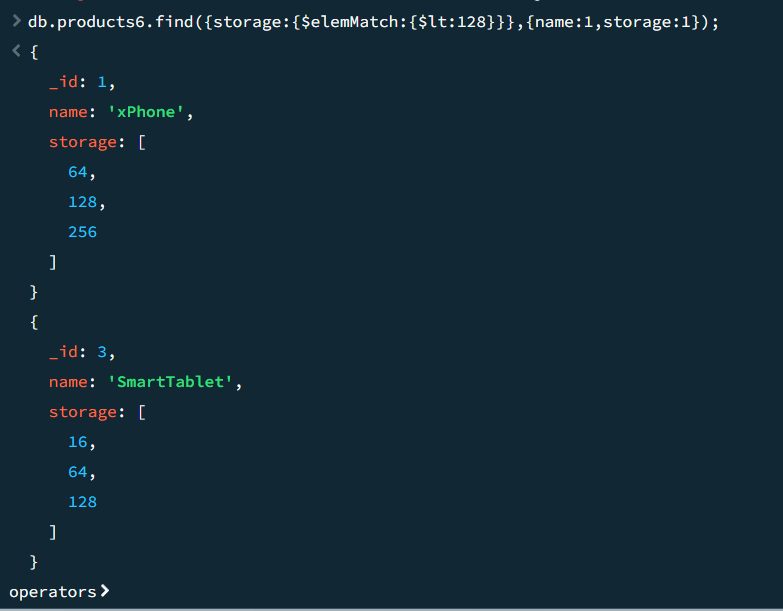 > db.products6.find({storage:{$elemMatch:{$lt:128}}},{name:1,storage:1});
< {
_id: 1,
name: 'xPhone',
storage: [
64,
128,
256
]
}
{
_id: 3,
name: 'SmartTablet',
storage: [
16,
64,
128
]
}
operators>